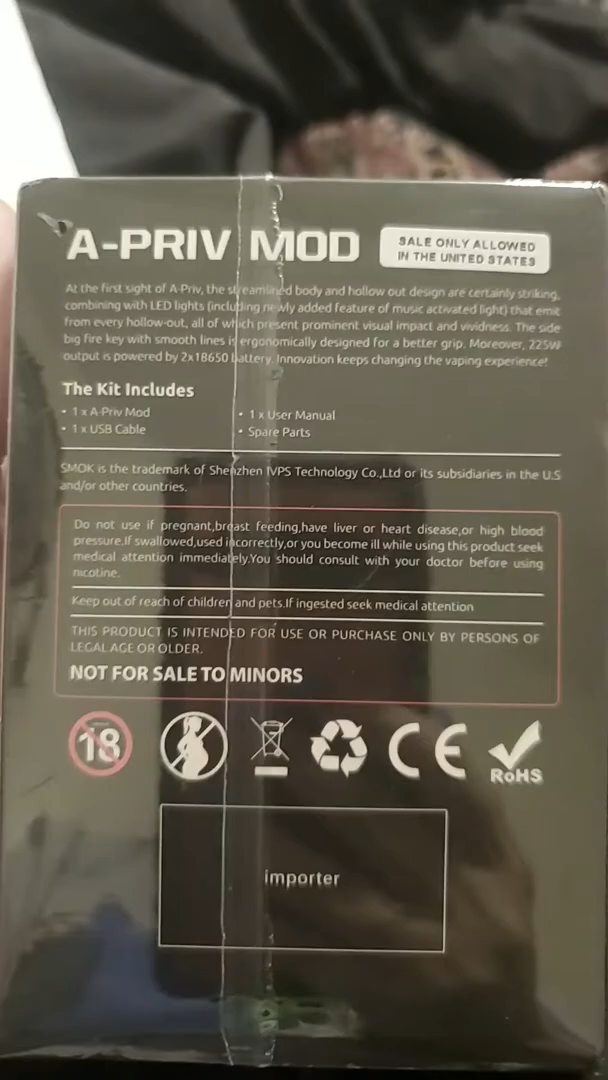 A-PRIV MOD
SALE ONLY ALLOWED
IN THE UNITED STATES
At the first sight of A-Priv, the streamlined body and hollow out design are certainly striking,
combining with LED lights (including newly added feature of music activated light) that emit
from every hollow-out, all of which present prominent visual impact and vividness. The side
big fire key with smooth lines is ergonomically designed for a better grip. Moreover, 225W
output is powered by 2x18650 battery. Innovation keeps changing the vaping experience!
The Kit Includes
• 1 x A-Priv Mod
• 1 x USB Cable
• 1 x User Manual
• Spare Parts
SMOK is the trademark of Shenzhen IVPS Technology Co.,Ltd or its subsidiaries in the U.S
and/or other countries.
Do not use if pregnant,breast feeding,have liver or heart disease,or high blood
pressure.If swallowed,used incorrectly,or you become ill while using this product seek
medical attention immediately.You should consult with your doctor before using
nicotine.
Keep out of reach of children and pets.If ingested seek medical attention
THIS PRODUCT IS INTENDED FOR USE OR PURCHASE ONLY BY PERSONS OF
LEGAL AGE OR OLDER.
NOT FOR SALE TO MINORS
18
CE
RoHS
importer